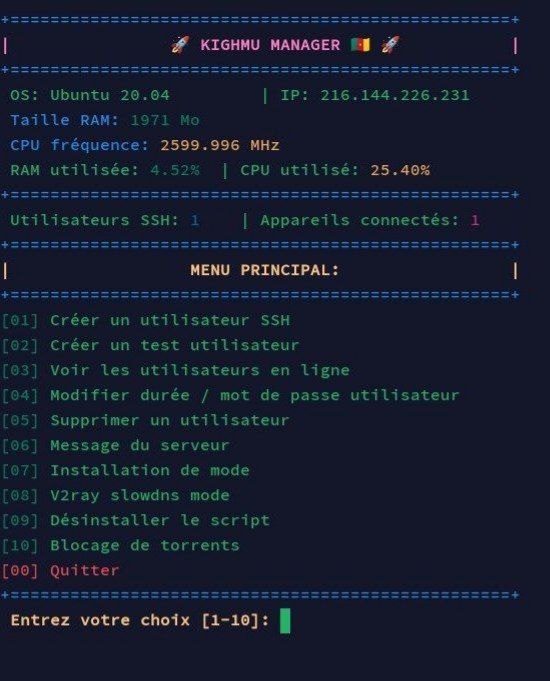 +==================================================+
| 🚀 KIGHMU MANAGER 🇨🇲 🚀 |
+==================================================+
OS: Ubuntu 20.04 | IP: 216.144.226.231
Taille RAM: 1971 Mo
CPU fréquence: 2599.996 MHz
RAM utilisée: 4.52% | CPU utilisé: 25.40%
+==================================================+
Utilisateurs SSH: 1 | Appareils connectés: 1
+==================================================+
| MENU PRINCIPAL: |
+==================================================+
[01] Créer un utilisateur SSH
[02] Créer un test utilisateur
[03] Voir les utilisateurs en ligne
[04] Modifier durée / mot de passe utilisateur
[05] Supprimer un utilisateur
[06] Message du serveur
[07] Installation de mode
[08] V2ray slowdns mode
[09] Désinstaller le script
[10] Blocage de torrents
[00] Quitter
+==================================================+
Entrez votre choix [1-10]: